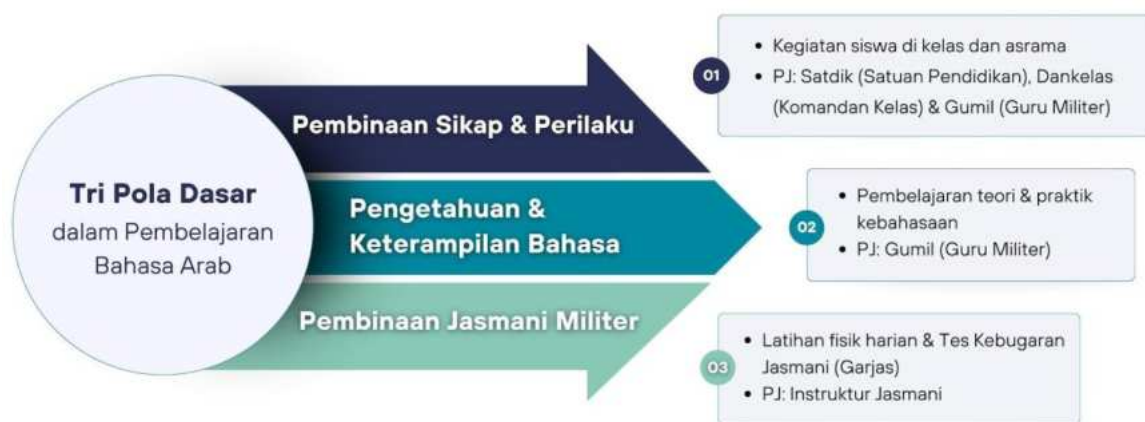 Tri Pola Dasar
dalam Pembelajaran
Bahasa Arab
Pembinaan Sikap & Perilaku
01
• Kegiatan siswa di kelas dan asrama
• PJ: Satdik (Satuan Pendidikan), Dankelas
(Komandan Kelas) & Gumil (Guru Militer)
Pengetahuan &
Keterampilan Bahasa
02
• Pembelajaran teori & praktik
kebahasaan
• PJ: Gumil (Guru Militer)
Pembinaan Jasmani Militer
03
• Latihan fisik harian & Tes Kebugaran
Jasmani (Garjas)
• PJ: Instruktur Jasmani